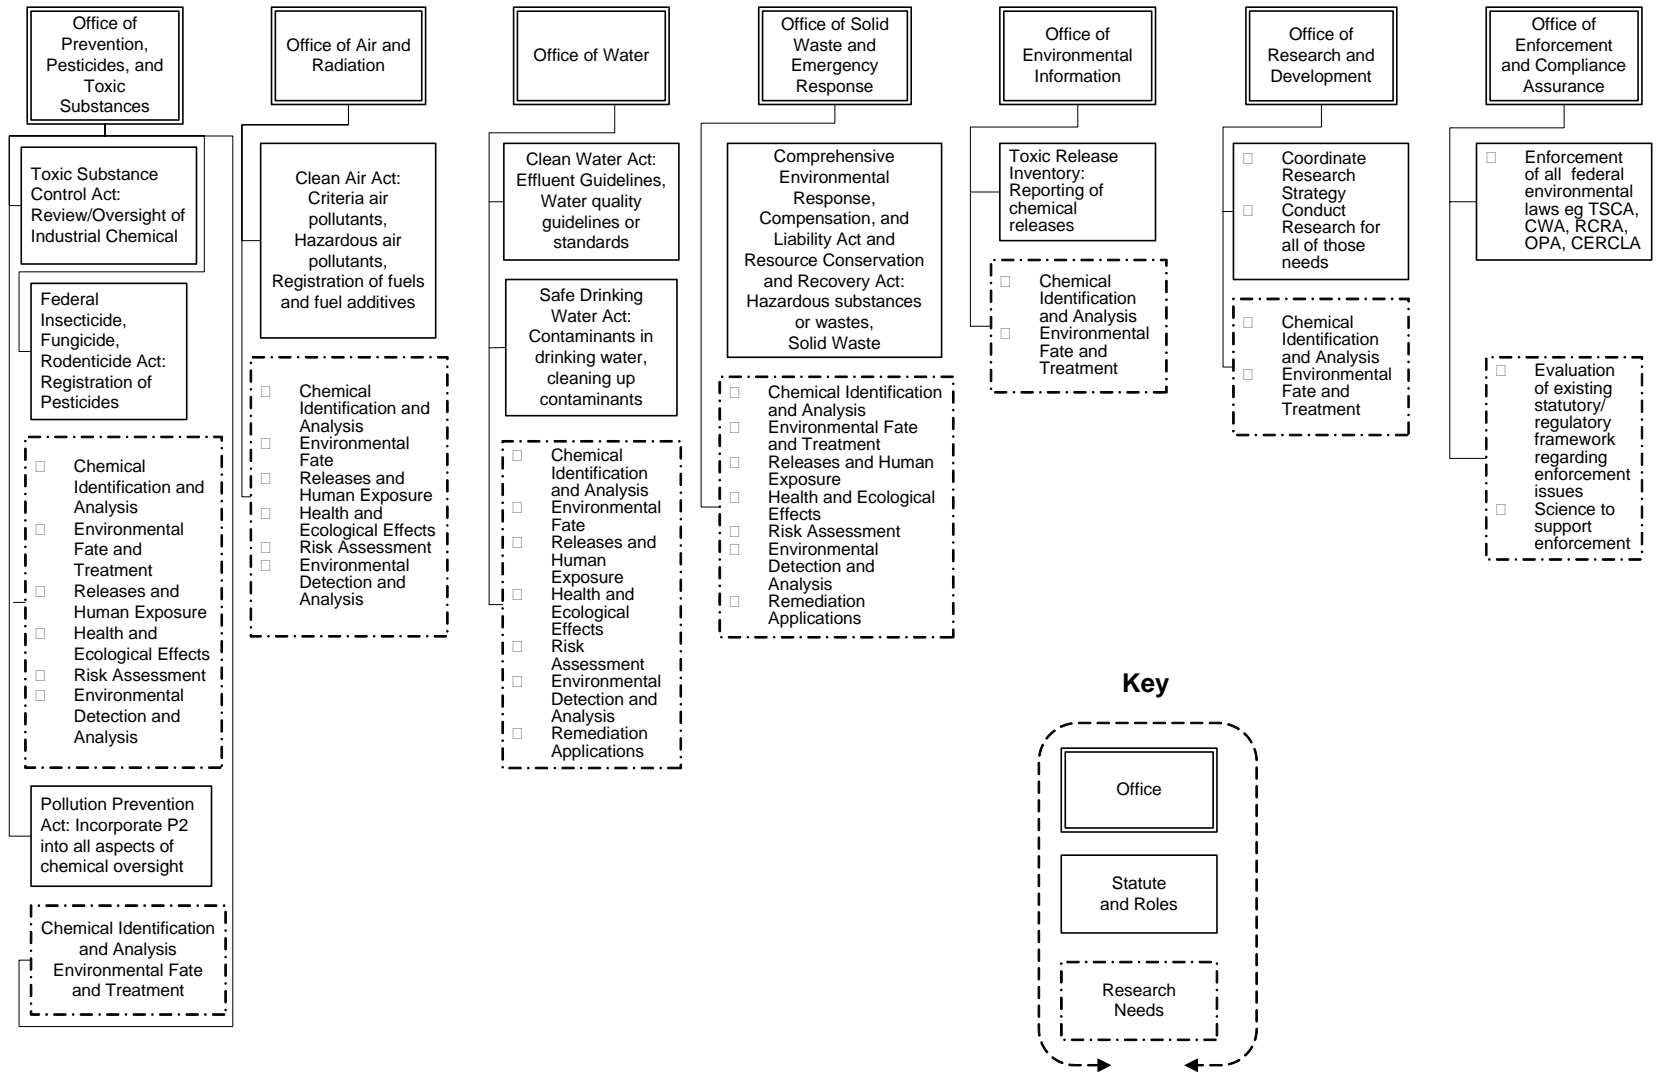 Office of
Prevention,
Pesticides, and
Toxic
Substances
Toxic Substance
Control Act:
Review/Oversight of
Industrial Chemical
Federal
Insecticide,
Fungicide,
Rodenticide Act:
Registration of
Pesticides
Chemical
Identification and
Analysis
Environmental
Fate and
Treatment
Releases and
Human Exposure
Health and
Ecological Effects
Risk Assessment
Environmental
Detection and
Analysis
Pollution Prevention
Act: Incorporate P2
into all aspects of
chemical oversight
Chemical Identification
and Analysis
Environmental Fate
and Treatment
Office of Air and
Radiation
Clean Air Act:
Criteria air
pollutants,
Hazardous air
pollutants,
Registration of fuels
and fuel additives
Chemical
Identification and
Analysis
Environmental
Fate
Releases and
Human Exposure
Health and
Ecological Effects
Risk Assessment
Environmental
Detection and
Analysis
Office of Water
Clean Water Act:
Effluent Guidelines,
Water quality
guidelines or
standards
Safe Drinking
Water Act:
Contaminants in
drinking water,
cleaning up
contaminants
Chemical
Identification
and Analysis
Environmental
Fate
Releases and
Human
Exposure
Health and
Ecological
Effects
Risk
Assessment
Environmental
Detection and
Analysis
Remediation
Applications
Office of Solid
Waste and
Emergency
Response
Comprehensive
Environmental
Response,
Compensation, and
Liability Act and
Resource Conservation
and Recovery Act:
Hazardous substances
or wastes,
Solid Waste
Chemical Identification
and Analysis
Environmental Fate
and Treatment
Releases and Human
Exposure
Health and Ecological
Effects
Risk Assessment
Environmental
Detection and
Analysis
Remediation
Applications
Office of
Environmental
Information
Toxic Release
Inventory:
Reporting of
chemical
releases
Chemical
Identification
and Analysis
Environmental
Fate and
Treatment
Office of
Research and
Development
Coordinate
Research
Strategy
Conduct
Research for
all of those
needs
Chemical
Identification
and Analysis
Environmental
Fate and
Treatment
Office of
Enforcement
and Compliance
Assurance
Enforcement
of all federal
environmental
laws eg TSCA,
CWA, RCRA,
OPA, CERCLA
Evaluation
of existing
statutory/
regulatory
framework
regarding
enforcement
issues
Science to
support
enforcement
Key
Office
Statute
and Roles
Research
Needs